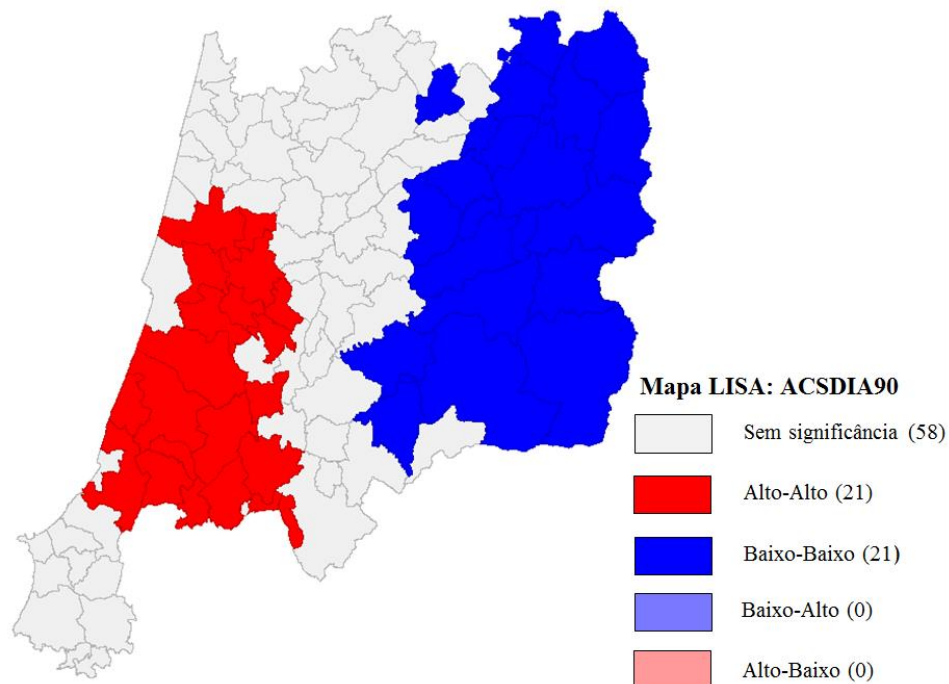 Mapa LISA: ACSDIA90
Sem significância (58)
Alto-Alto (21)
Baixo-Baixo (21)
Baixo-Alto (0)
Alto-Baixo (0)